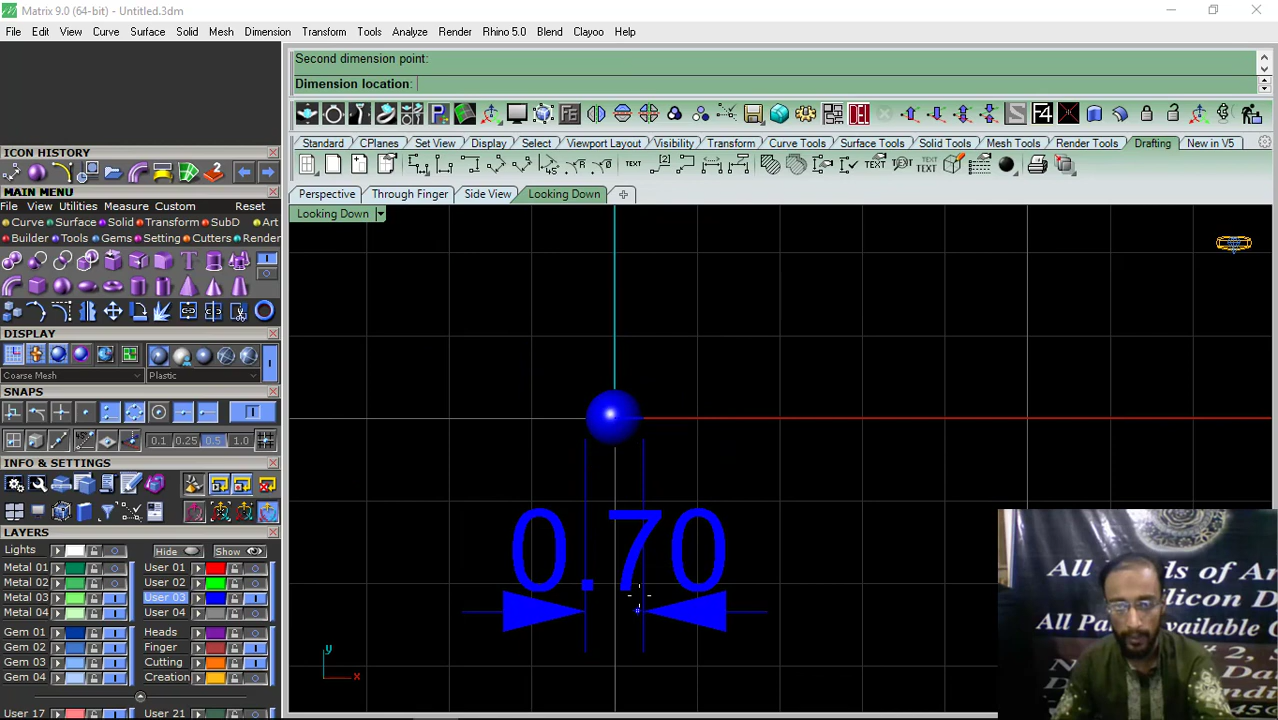 Matrix 9.0 (64-bit) - Untitled.3dm
File Edit View Curve Surface Solid Mesh Dimension Transform Tools Analyze Render Rhino 5.0 Blend Clayoo Help
Second dimension point:
Dimension location:
Standard CPlanes Display Select Viewport Layout Visibility Transform Curve Tools Surface Tools Solid Tools Mesh Tools Render Tools Drafting New in V5
Perspective Through Finger Side View Looking Down
Looking Down
ICON HISTORY
MAIN MENU
File View Utilities Measure Custom Reset
Curve Surface Solid Transform SubD Art
Builder Tools Gems Setting Cutters Render
DISPLAY
Coarse Mesh Plastic
SNAPS
0.1 0.25 0.5 1.0
INFO & SETTINGS
LAYERS
Lights Hide Show
Metal 01 User 01
Metal 02 User 02
Metal 03 User 03
Metal 04 User 04
Gem 01 Heads
Gem 02 Finger
Gem 03 Cutting
Gem 04 Creation
User 17 User 21
0.70
y
x
All
Silicon D
All Pa Available